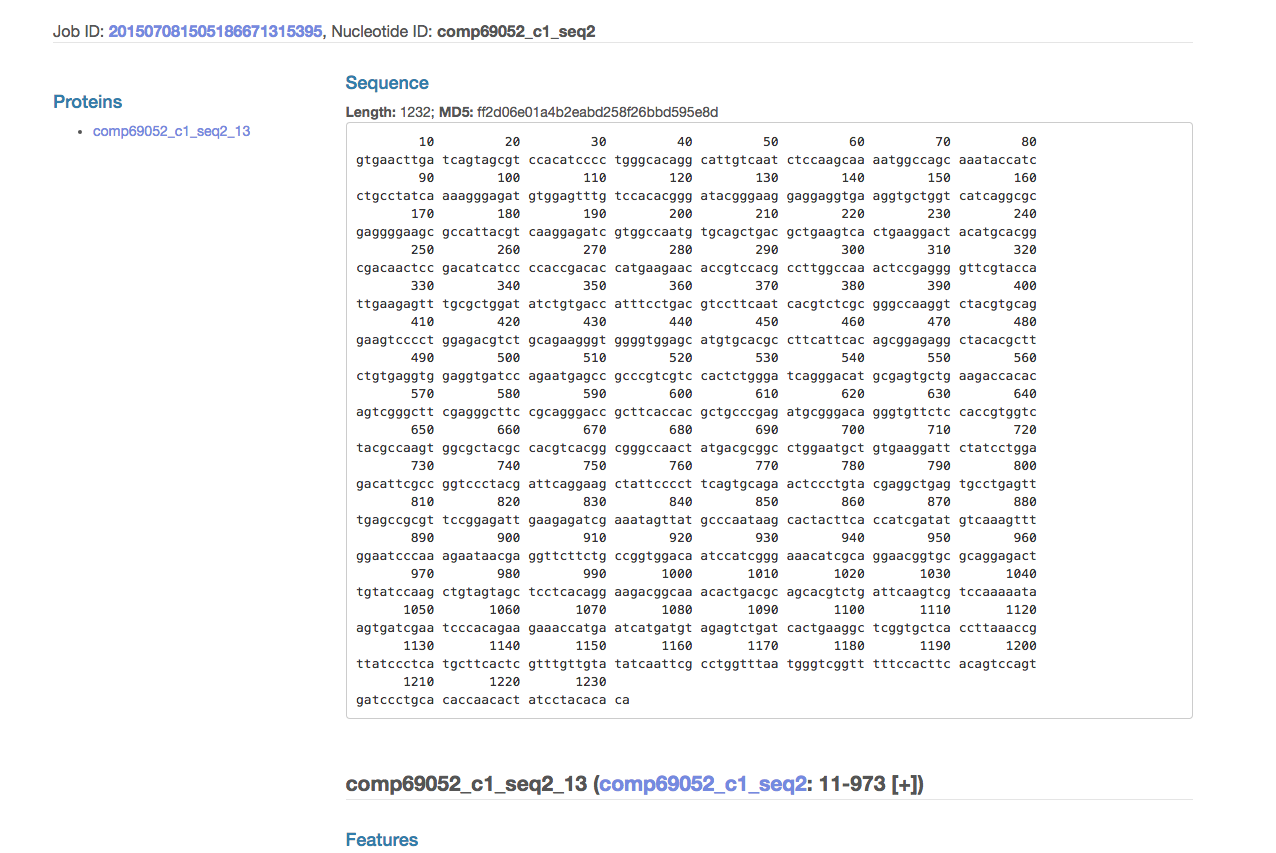 Job ID: 201507081505186671315395, Nucleotide ID: comp69052_c1_seq2
Proteins
• comp69052_c1_seq2_13
Sequence
Length: 1232; MD5: ff2d06e01a4b2eabd258f26bbd595e8d
10 20 30 40 50 60 70 80
gtgaacttga tcagtagcgt ccacatcccc tgggcacagg cattgtcaat ctccaagcaa aatggccagc aaataccatc
90 100 110 120 130 140 150 160
ctgcctatca aaagggagat gtggagtttg tccacacggg atacgggaag gaggaggtga aggtgctggt catcaggcgc
170 180 190 200 210 220 230 240
gaggggaagc gccattacgt caaggagatc gtggccaatg tgcagctgac gctgaagtca ctgaaggact acatgcacgg
250 260 270 280 290 300 310 320
cgacaactcc gacatcatcc ccaccgacac catgaagaac accgtccacg ccttggccaa actccgaggg gttcgtacca
330 340 350 360 370 380 390 400
ttgaagagtt tgcgctggat atctgtgacc atttcctgac gtccttcaat cacgtctcgc gggccaaggt ctacgtgcag
410 420 430 440 450 460 470 480
gaagtcccct ggagacgtct gcagaagggt ggggtggagc atgtgcacgc cttcattcac agcggagagg ctacacgctt
490 500 510 520 530 540 550 560
ctgtgaggtg gaggtgatcc agaatgagcc gcccgtcgtc cactctggga tcagggacat gcgagtgctg aagaccacac
570 580 590 600 610 620 630 640
agtcgggctt cgagggcttc cgcagggacc gcttcaccac gctgcccgag atgcgggaca gggtgttctc caccgtggtc
650 660 670 680 690 700 710 720
tacgccaagt ggcgctacgc cacgtcacgg cgggccaact atgacgcggc ctggaatgct gtgaaggatt ctatcctgga
730 740 750 760 770 780 790 800
gacattcgcc ggtccctacg attcaggaag ctattcccct tcagtgcaga actccctgta cgaggctgag tgcctgagtt
810 820 830 840 850 860 870 880
tgagccgcgt tccggagatt gaagagatcg aaatagttat gcccaataag cactacttca ccatcgatat gtcaaagttt
890 900 910 920 930 940 950 960
ggaatcccaa agaataacga ggttcttctg ccggtggaca atccatcggg aaacatcgca ggaacggtgc gcaggagact
970 980 990 1000 1010 1020 1030 1040
tgtatccaag ctgtagtagc tcctcacagg aagacggcaa acactgacgc agcacgtctg attcaagtcg tccaaaaata
1050 1060 1070 1080 1090 1100 1110 1120
agtgatcgaa tcccacagaa gaaaccatga atcatgatgt agagtctgat cactgaaggc tcggtgctca ccttaaaccg
1130 1140 1150 1160 1170 1180 1190 1200
ttatccctca tgcttcactc gtttgttgta tatcaattcg cctggtttaa tgggtcggtt tttccacttc acagtccagt
1210 1220 1230
gatccctgca caccaacact atcctacaca ca
comp69052_c1_seq2_13 (comp69052_c1_seq2: 11-973 [+])
Features